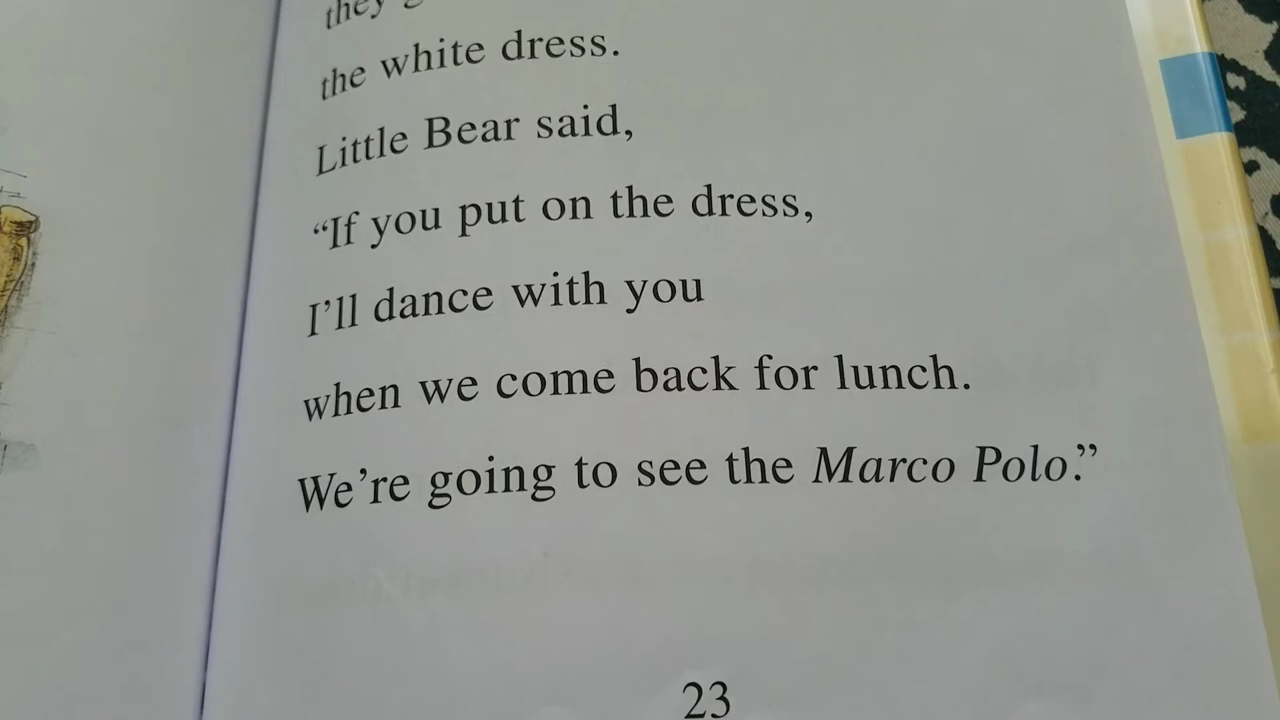 they
the white dress.
Little Bear said,
“If you put on the dress,
I’ll dance with you
when we come back for lunch.
We’re going to see the Marco Polo.”
23